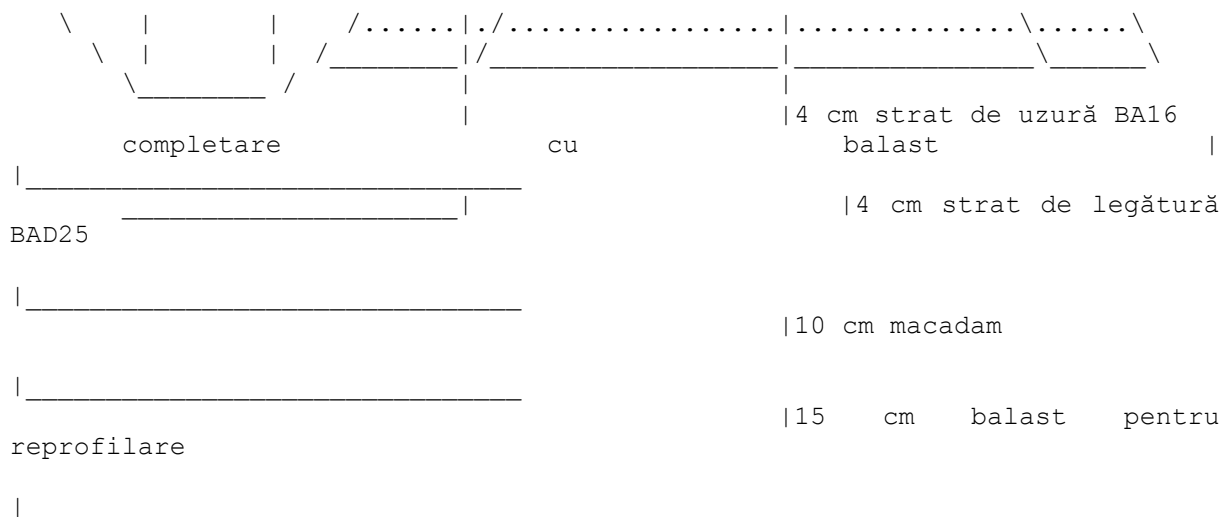 4 cm strat de uzură BA16
completare cu balast
4 cm strat de legătură
BAD25
10 cm macadam
15 cm balast pentru
reprofilare